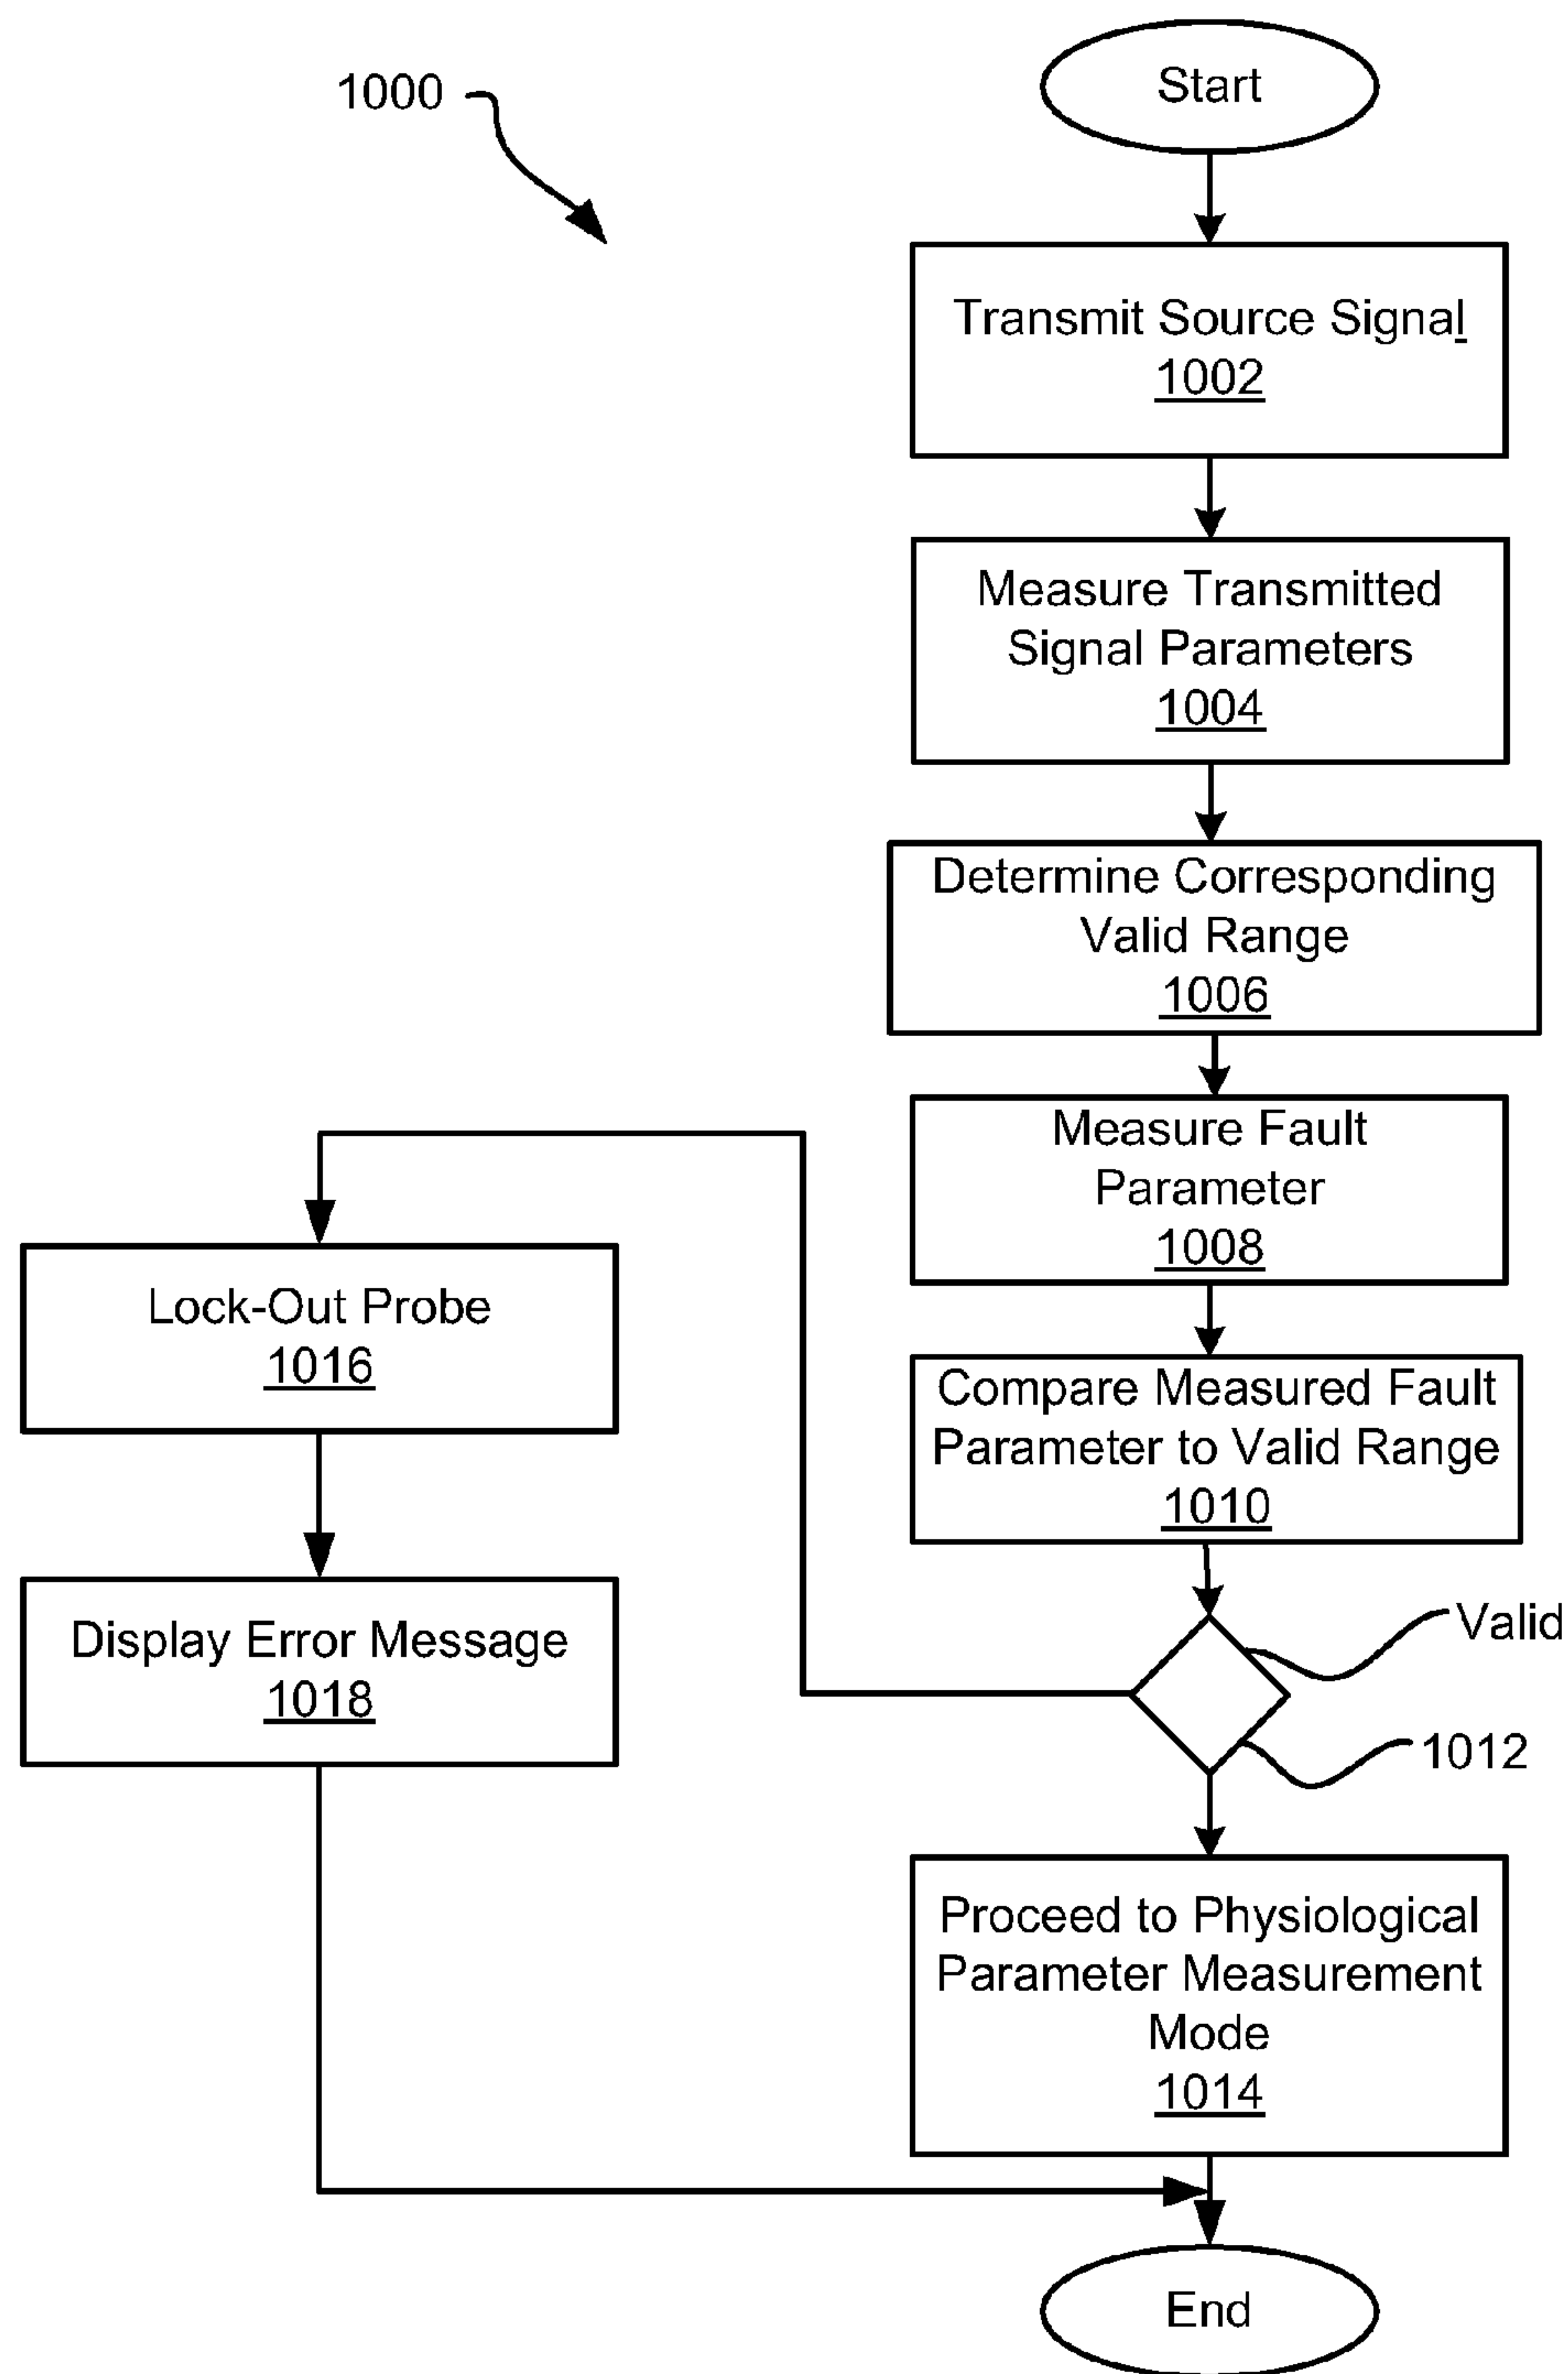 1000
Start
Transmit Source Signal
1002
Measure Transmitted
Signal Parameters
1004
Determine Corresponding
Valid Range
1006
Measure Fault
Parameter
1008
Compare Measured Fault
Parameter to Valid Range
1010
Valid
1012
Lock-Out Probe
1016
Display Error Message
1018
Proceed to Physiological
Parameter Measurement
Mode
1014
End